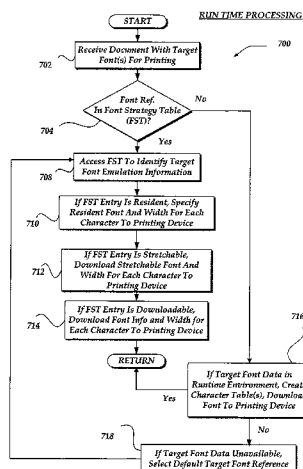 START
RUN TIME PROCESSING
700
Receive Document With Target
Font(s) For Printing
702
Font Ref.
In Font Strategy Table
(FST)?
No
704
Yes
Access FST To Identify Target
Font Emulation Information
708
If FST Entry Is Resident, Specify
Resident Font And Width For Each
Character To Printing Device
710
If FST Entry Is Stretchable,
Download Stretchable Font and
Width For Each Character To
Printing Device
712
If FST Entry Is Downloadable,
Download Font Info and Width for
Each Character To Printing Device
714
716
RETURN
If Target Font Data in
Runtime Environment, Create
Character Table(s), Download
Font To Printing Device
Yes
No
718
If Target Font Data Unavailable,
Select Default Target Font Reference